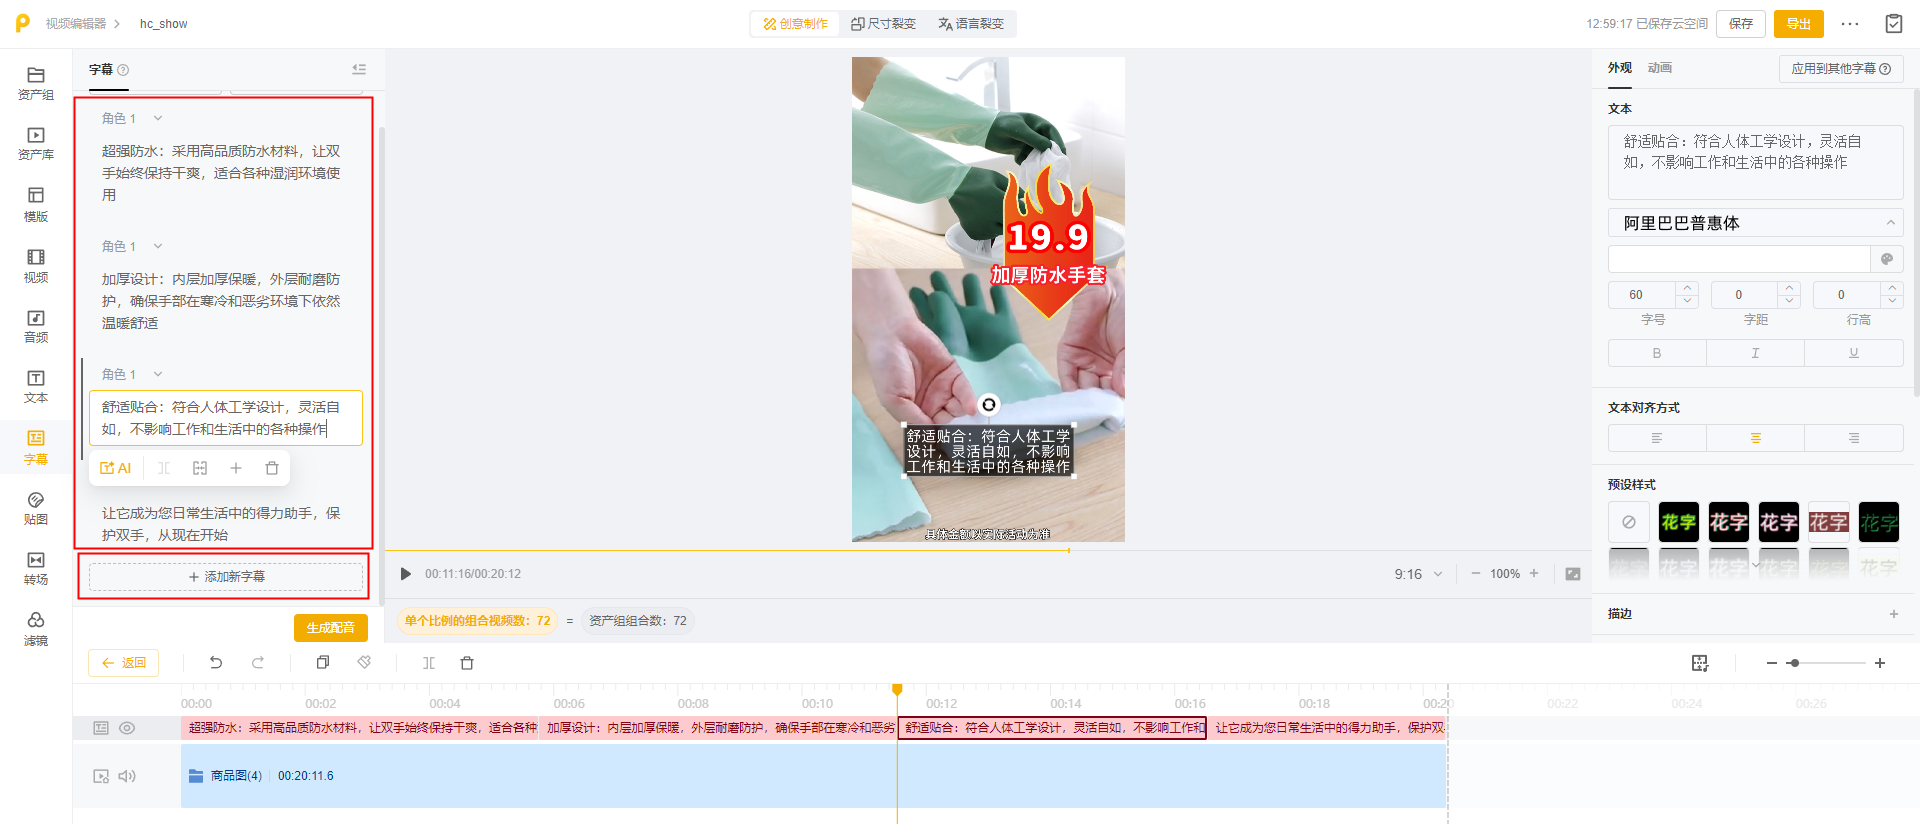 视频编辑器 > hc_show
创意制作 尺寸裂变 语言裂变
12:59:17 已保存云空间 保存 导出
资产组
资产库
模版
视频
音频
文本
字幕
贴图
转场
滤镜
字幕
角色 1
超强防水：采用高品质防水材料，让双
手始终保持干爽，适合各种湿润环境使
用
角色 1
加厚设计：内层加厚保暖，外层耐磨防
护，确保手部在寒冷和恶劣环境下依然
温暖舒适
角色 1
舒适贴合：符合人体工学设计，灵活自
如，不影响工作和生活中的各种操作
AI
让它成为您日常生活中的得力助手，保
护双手，从现在开始
+ 添加新字幕
生成配音
19.9
加厚防水手套
舒适贴合：符合人体工学
设计，灵活自如，不影响
工作和生活中的各种操作
具体金额以实际活动为准
00:11:16/00:20:12
9:16
100%
单个比例的组合视频数：72 = 资产组组合数：72
外观 动画 应用到其他字幕
文本
舒适贴合：符合人体工学设计，灵活自
如，不影响工作和生活中的各种操作
阿里巴巴普惠体
60 0 0
字号 字距 行高
B I U
文本对齐方式
预设样式
花字 花字 花字 花字 花字
花字 花字 花字 花字 花字 花字
描边
返回
00:00 00:02 00:04 00:06 00:08 00:10 00:12 00:14 00:16 00:18 00:20 00:22 00:24 00:26
超强防水：采用高品质防水材料，让双手始终保持干爽，适合各种 加厚设计：内层加厚保暖，外层耐磨防护，确保手部在寒冷和恶劣 舒适贴合：符合人体工学设计，灵活自如，不影响工作和 让它成为您日常生活中的得力助手，保护双
商品图(4) 00:20:11.6